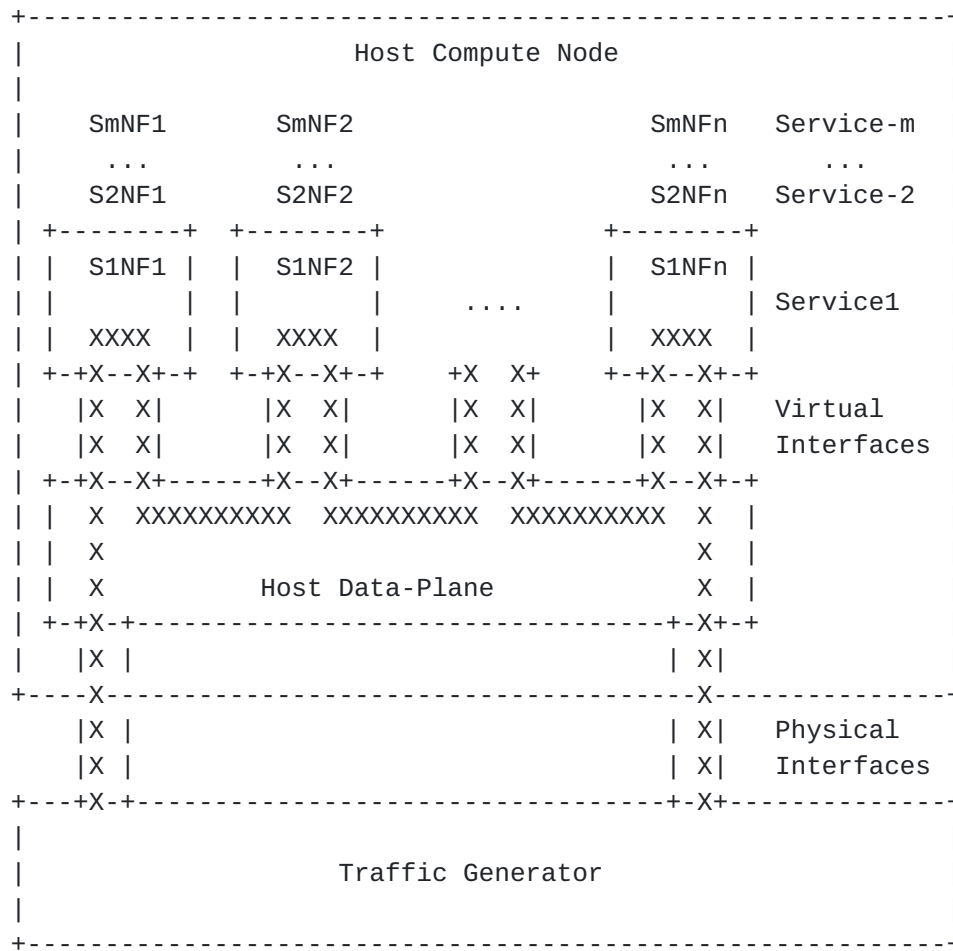 Host Compute Node
SmNF1 SmNF2 SmNFn Service-m
... ... ... ...
S2NF1 S2NF2 S2NFn Service-2
S1NF1 S1NF2 S1NFn
.... Service1
XXXX XXXX XXXX
X X X X X X X X
X X X X X X X X Virtual
X X X X X X X X Interfaces
X X X X X X X X
X XXXXXXXXXX XXXXXXXXXX XXXXXXXXXX X
X X
X Host Data-Plane X
X X
X X
X X
X X Physical
X X Interfaces
X X
Traffic Generator